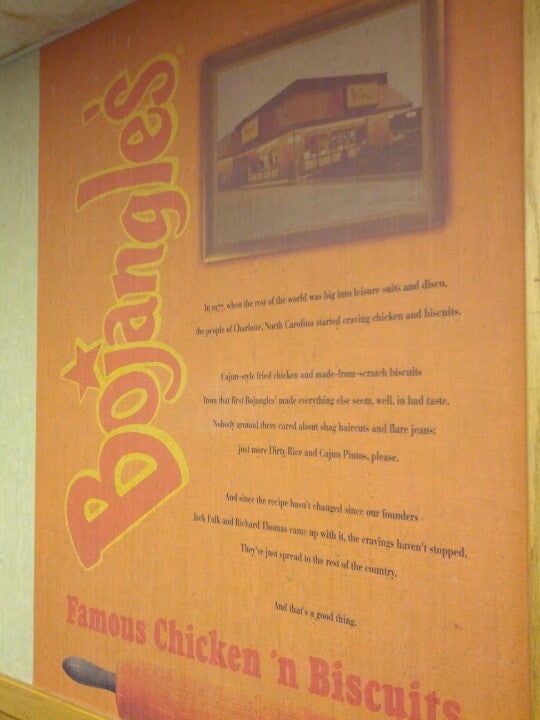 Bojangle's
In 1977, when the rest of the world was big into leisure suits and disco,
the people of Charlotte, North Carolina started craving chicken and biscuits.
Cajun-style fried chicken and made-from-scratch biscuits
from that first Bojangles' made everything else seem, well, in bad taste.
Nobody around there cared about shag haircuts and flare jeans;
just more Dirty Rice and Cajun Pintos, please.
And since the recipe hasn't changed since our founders
Jack Fulk and Richard Thomas came up with it, the cravings haven't stopped.
They've just spread to the rest of the country.
And that's a good thing.
Famous Chicken 'n Biscuits